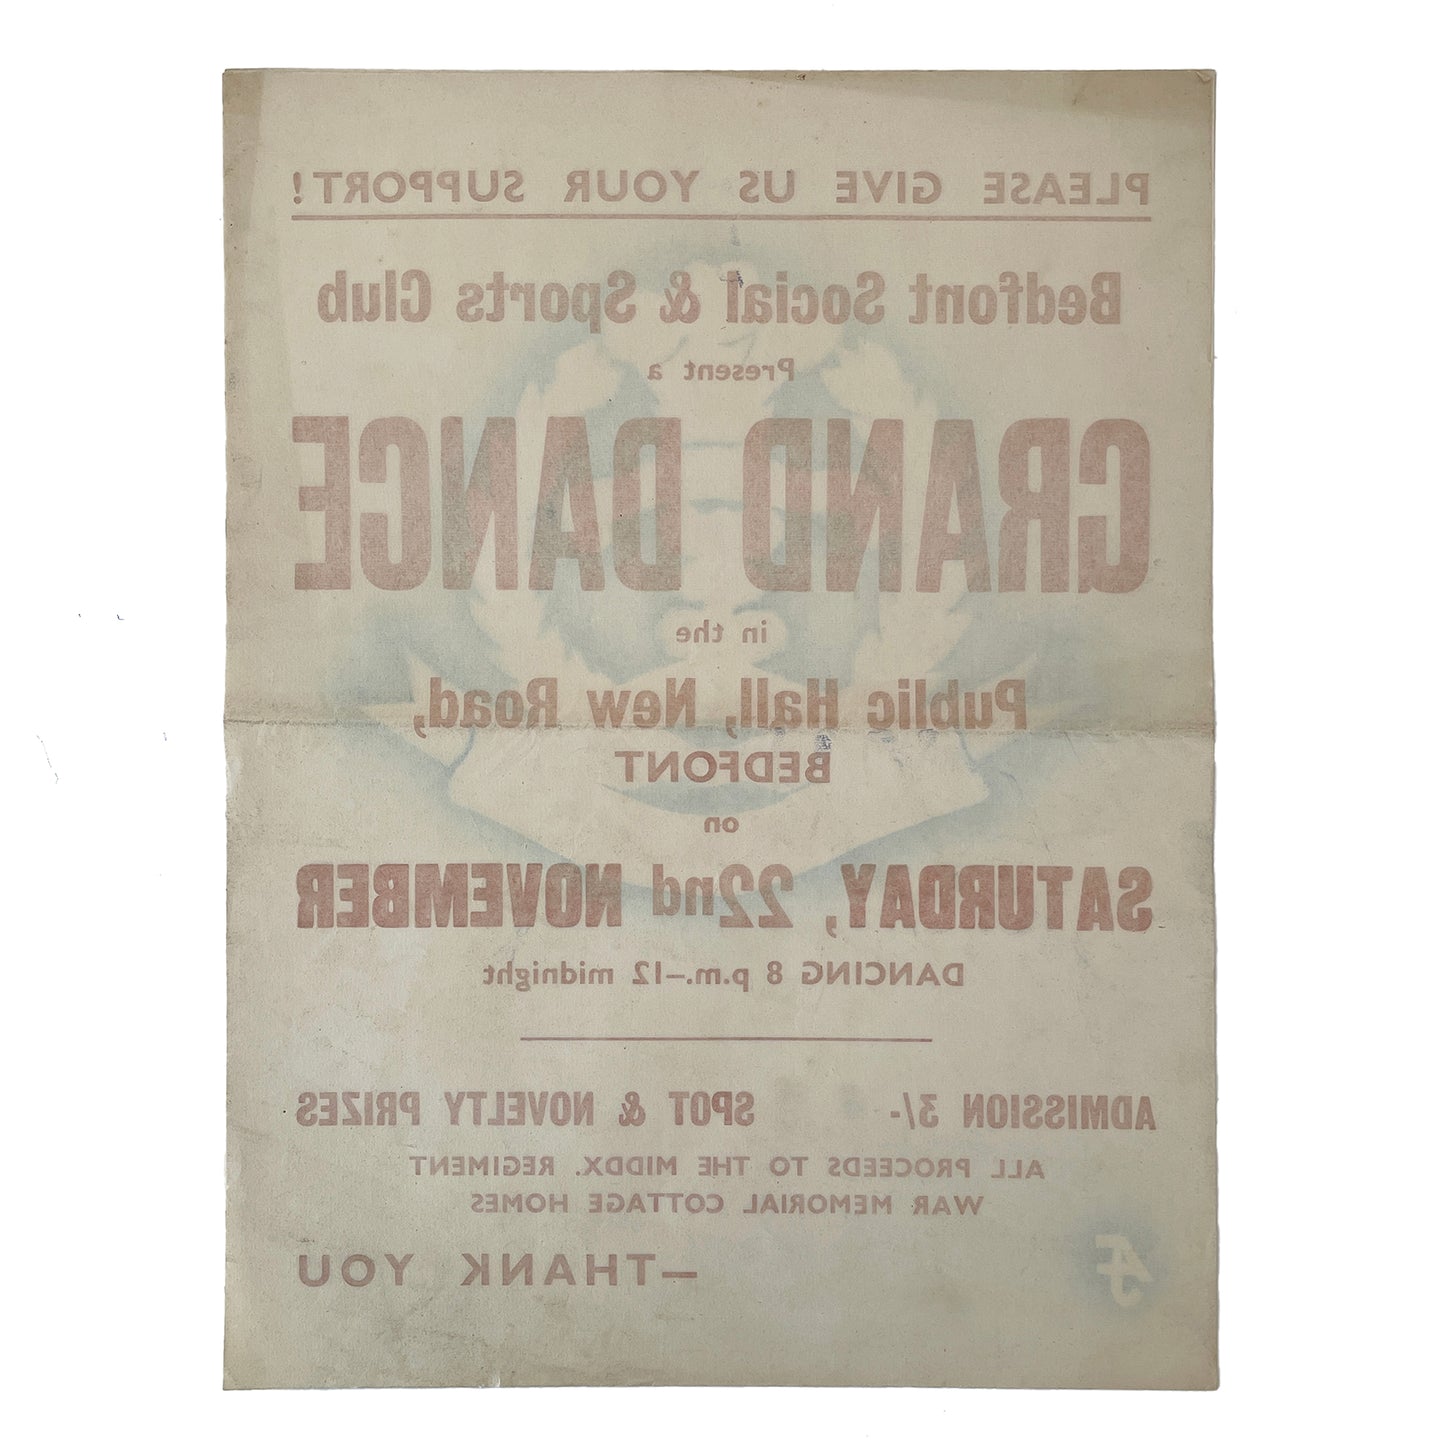 PLEASE GIVE US YOUR SUPPORT!
Bedfont Social & Sports Club
Present a
GRAND DANCE
in the
Public Hall, New Road,
BEDFONT
on
SATURDAY, 22nd NOVEMBER
DANCING 8 p.m.—12 midnight
ADMISSION 3/- SPOT & NOVELTY PRIZES
ALL PROCEEDS TO THE MIDDX. REGIMENT
WAR MEMORIAL COTTAGE HOMES
—THANK YOU